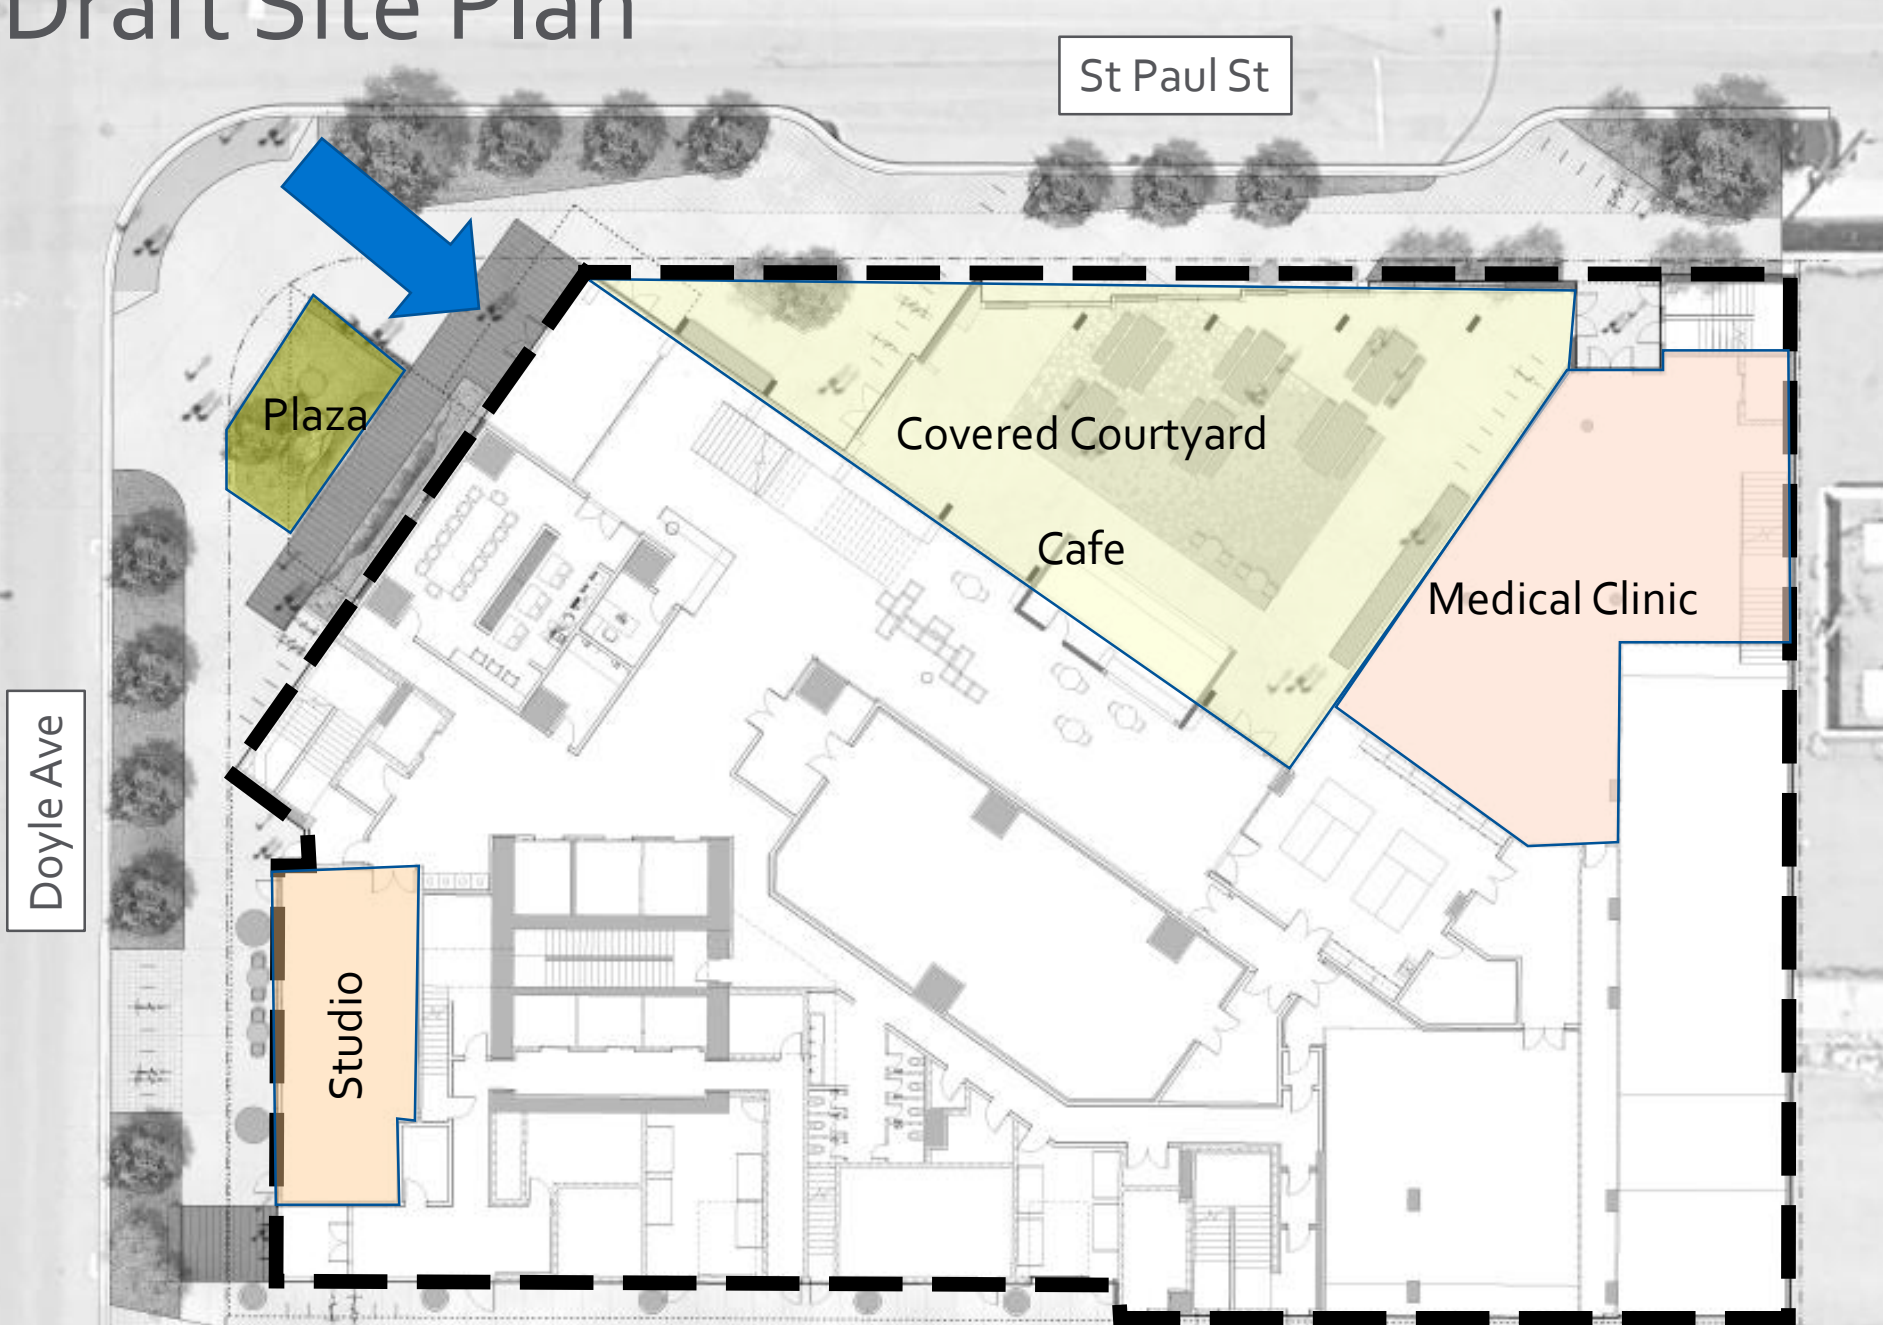 Draft Site Plan
St Paul St
Plaza
Covered Courtyard
Cafe
Medical Clinic
Doyle Ave
Studio